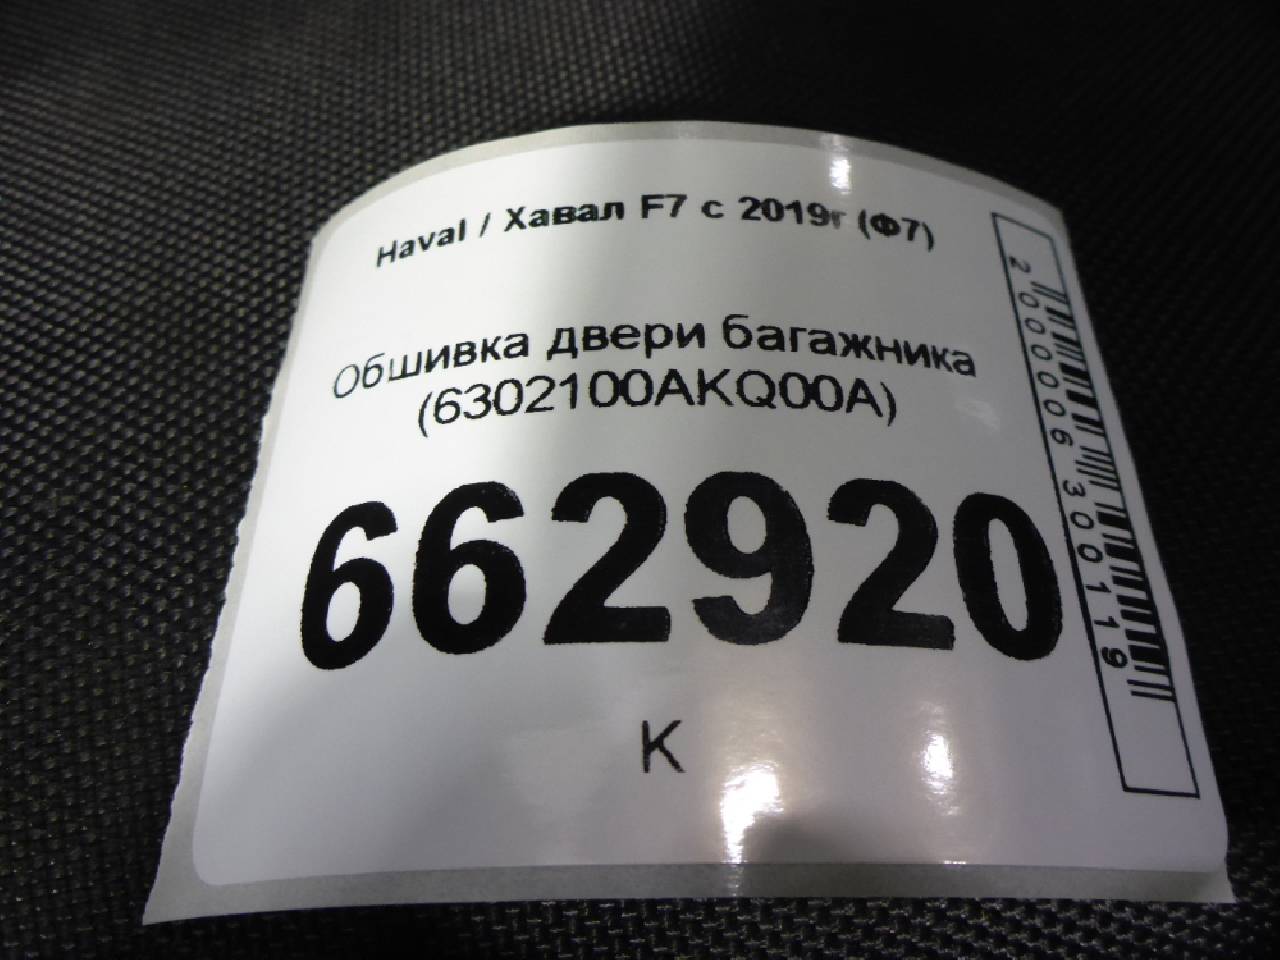 Haval / Хавал F7 с 2019г (Ф7)
Обшивка двери багажника
(6302100AKQ00A)
662920
К
2000006300119